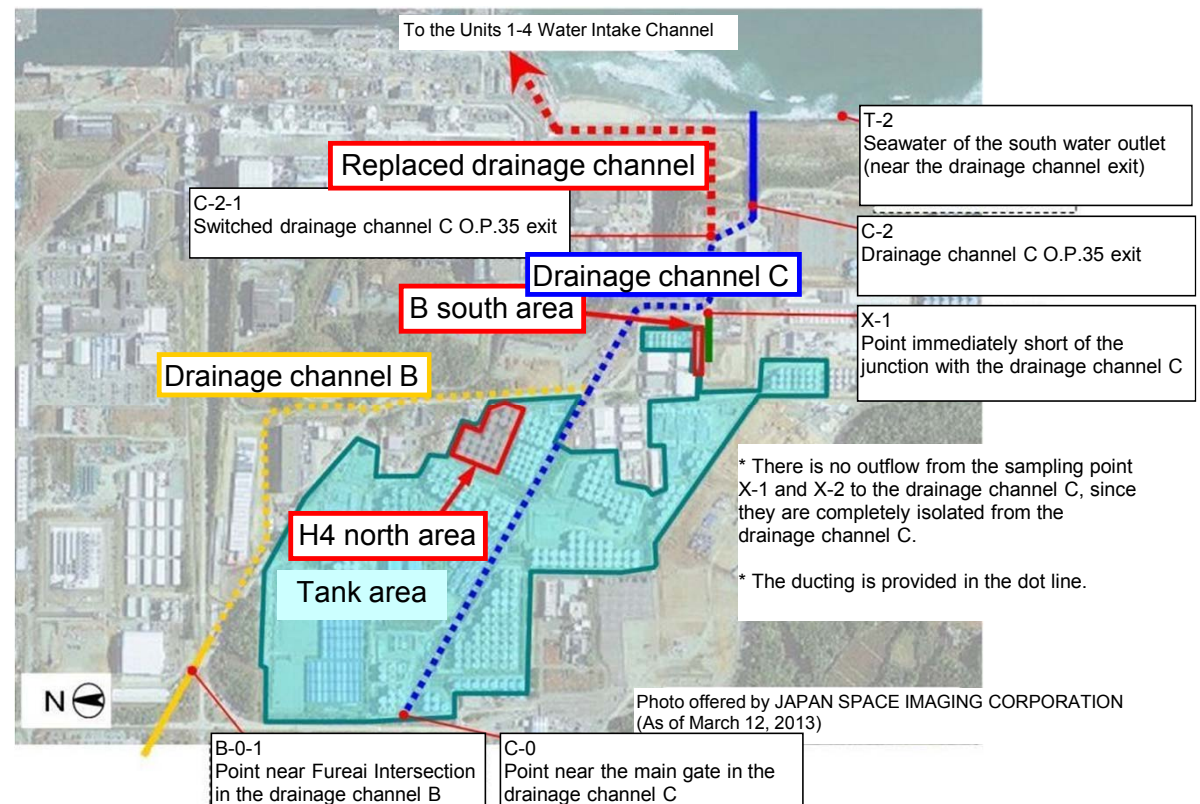 To the Units 1-4 Water Intake Channel
T-2
Seawater of the south water outlet
(near the drainage channel exit)
Replaced drainage channel
C-2-1
Switched drainage channel C O.P.35 exit
C-2
Drainage channel C O.P.35 exit
Drainage channel C
B south area
X-1
Point immediately short of the
junction with the drainage channel C
Drainage channel B
* There is no outflow from the sampling point
X-1 and X-2 to the drainage channel C, since
they are completely isolated from the
drainage channel C.
* The ducting is provided in the dot line.
H4 north area
Tank area
N
Photo offered by JAPAN SPACE IMAGING CORPORATION
(As of March 12, 2013)
B-0-1
Point near Fureai Intersection
in the drainage channel B
C-0
Point near the main gate in the
drainage channel C